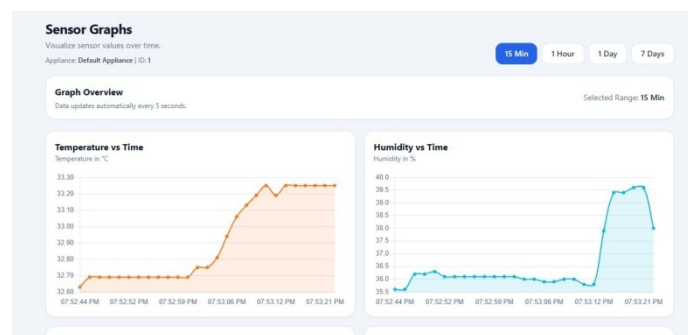 Sensor Graphs
Visualize sensor values over time.
Appliance: Default Appliance | ID: 1
15 Min 1 Hour 1 Day 7 Days
Graph Overview
Data updates automatically every 5 seconds.
Selected Range: 15 Min
Temperature vs Time
Temperature in °C
33.30
33.20
33.10
33.00
32.90
32.80
32.70
32.60
07:52:44 PM 07:52:52 PM 07:52:59 PM 07:53:06 PM 07:53:12 PM 07:53:21 PM
Humidity vs Time
Humidity in %
40.0
39.5
39.0
38.5
38.0
37.5
37.0
36.5
36.0
35.5
07:52:44 PM 07:52:52 PM 07:52:59 PM 07:53:06 PM 07:53:12 PM 07:53:21 PM